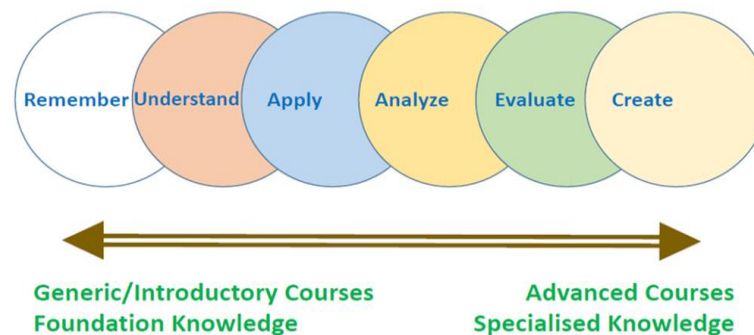 Remember Understand Apply Analyze Evaluate Create
Generic/Introductory Courses
Foundation Knowledge
Advanced Courses
Specialised Knowledge